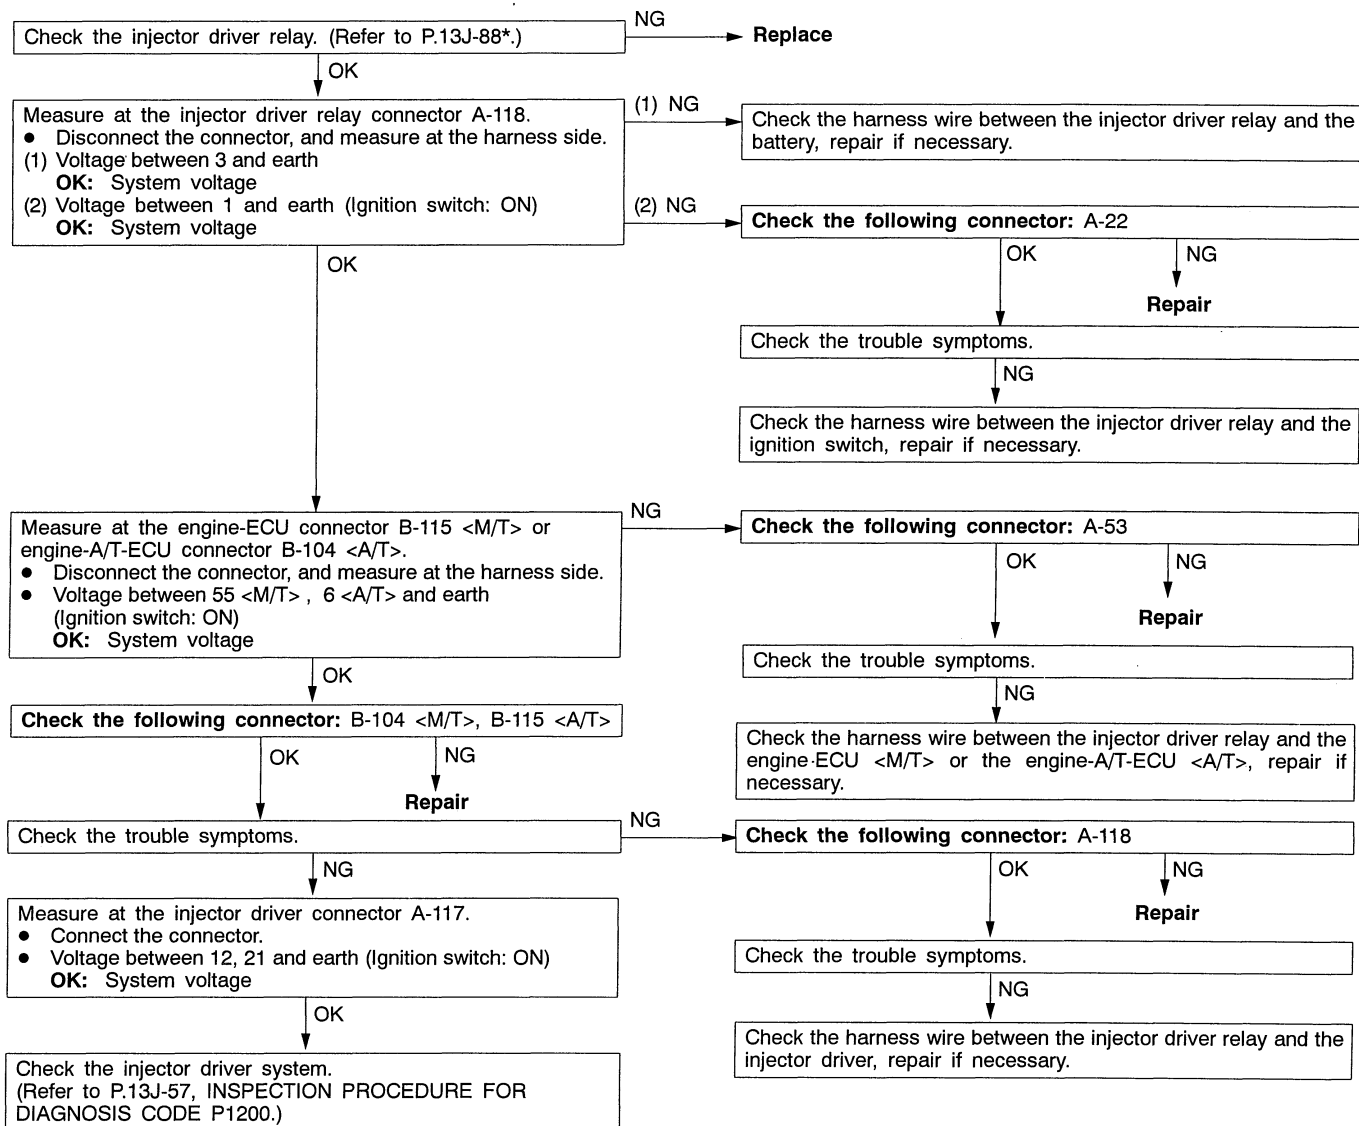 Check the injector driver relay. (Refer to P.13J-88*.)
NG
Replace
OK
Measure at the injector driver relay connector A-118.
● Disconnect the connector, and measure at the harness side.
(1) Voltage between 3 and earth
OK: System voltage
(2) Voltage between 1 and earth (Ignition switch: ON)
OK: System voltage
(1) NG
Check the harness wire between the injector driver relay and the
battery, repair if necessary.
(2) NG
Check the following connector: A-22
OK
NG
Repair
Check the trouble symptoms.
NG
Check the harness wire between the injector driver relay and the
ignition switch, repair if necessary.
OK
Measure at the engine-ECU connector B-115 <M/T> or
engine-A/T-ECU connector B-104 <A/T>.
● Disconnect the connector, and measure at the harness side.
● Voltage between 55 <M/T> , 6 <A/T> and earth
(Ignition switch: ON)
OK: System voltage
NG
Check the following connector: A-53
OK
NG
Repair
Check the trouble symptoms.
NG
Check the harness wire between the injector driver relay and the
engine-ECU <M/T> or the engine-A/T-ECU <A/T>, repair if
necessary.
OK
Check the following connector: B-104 <M/T>, B-115 <A/T>
OK
NG
Repair
Check the trouble symptoms.
NG
Check the following connector: A-118
OK
NG
Repair
Check the trouble symptoms.
NG
Check the harness wire between the injector driver relay and the
injector driver, repair if necessary.
NG
Measure at the injector driver connector A-117.
● Connect the connector.
● Voltage between 12, 21 and earth (Ignition switch: ON)
OK: System voltage
OK
Check the injector driver system.
(Refer to P.13J-57, INSPECTION PROCEDURE FOR
DIAGNOSIS CODE P1200.)